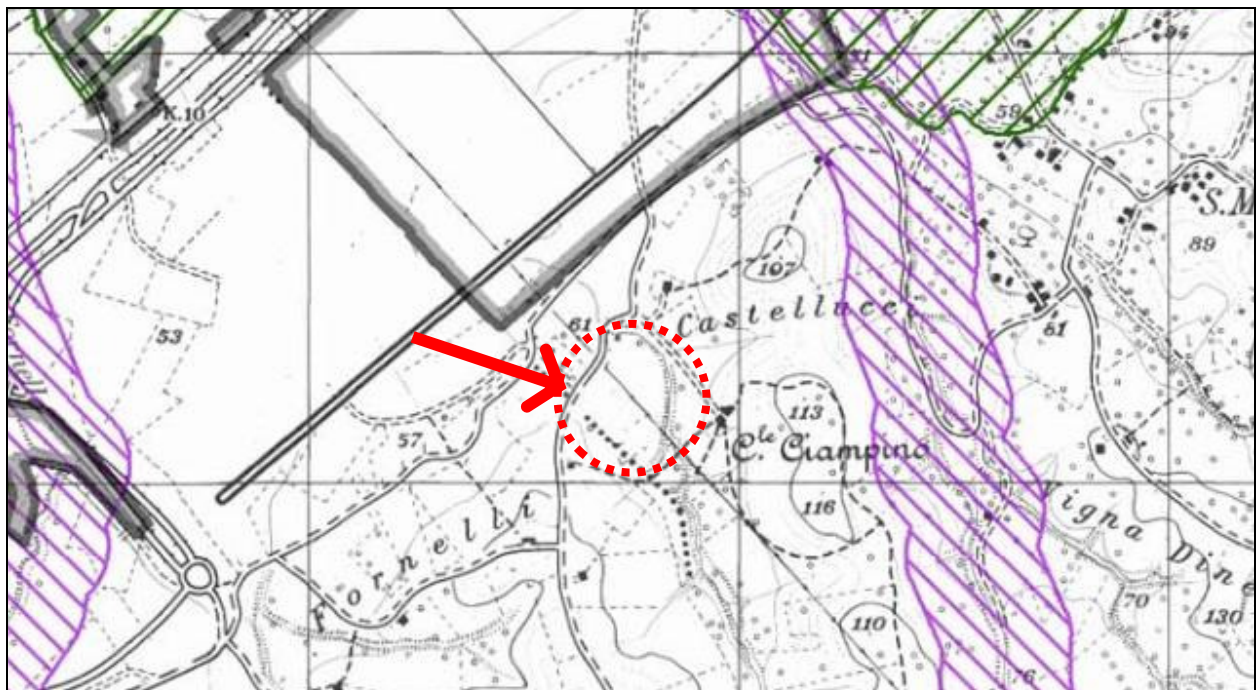 94
K.10
59
S.M
89
107
53
Castellucci
61
61
113
57
C.le Ciampino
116
Fornelli
Vigna Dine
70
130
110
76